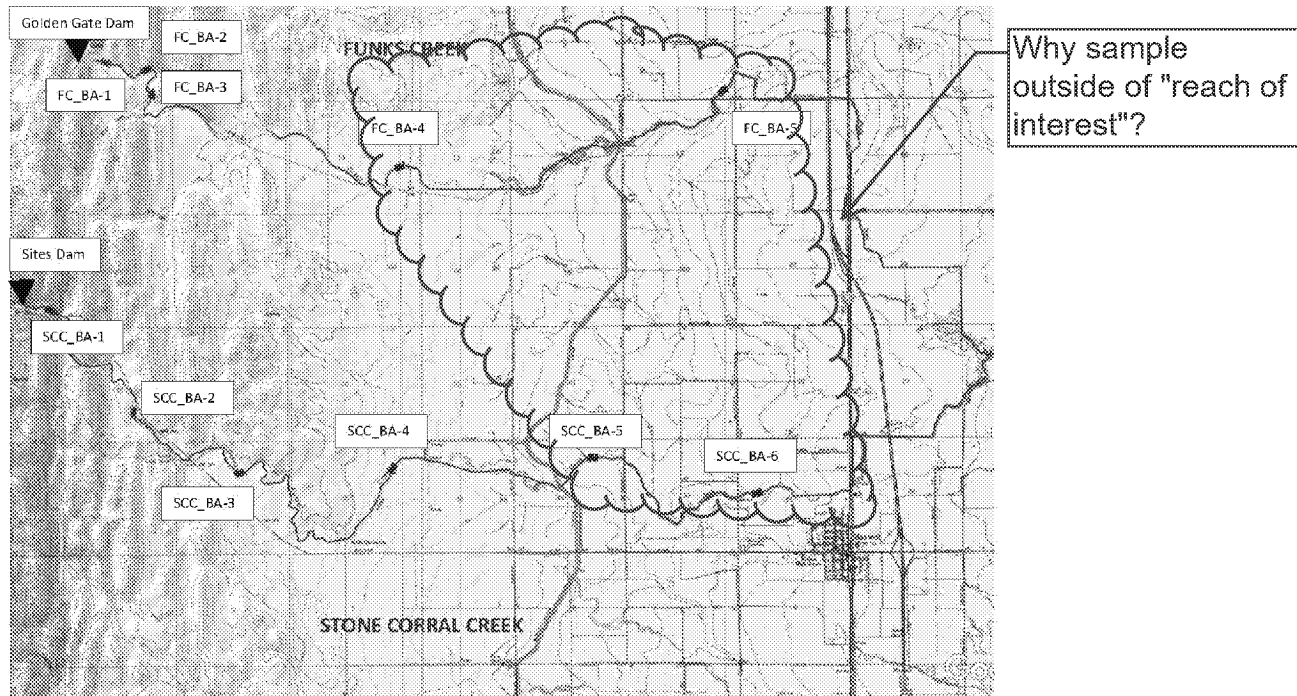 Golden Gate Dam
FC_BA-2
FUNKS CREEK
Why sample
outside of "reach of
interest"?
FC_BA-1
FC_BA-3
FC_BA-4
FC_BA-5
Sites Dam
SCC_BA-1
SCC_BA-2
SCC_BA-4
SCC_BA-5
SCC_BA-6
SCC_BA-3
STONE CORRAL CREEK